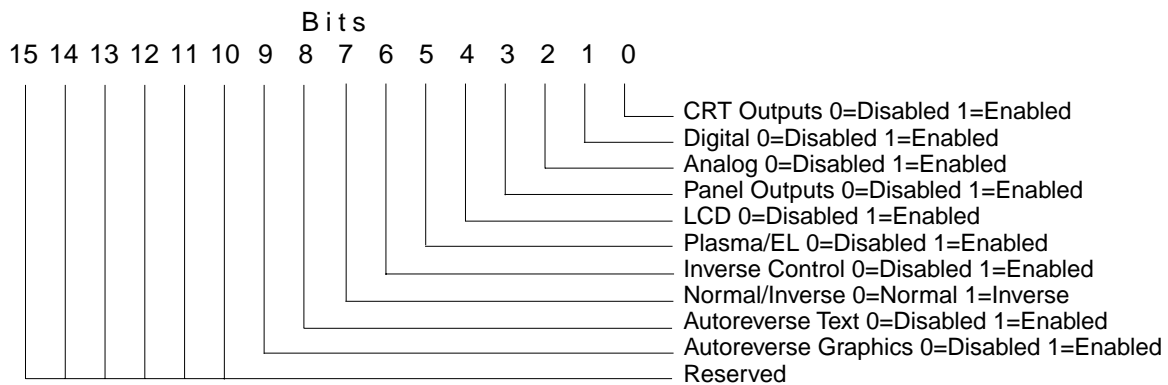 Bits
15 14 13 12 11 10 9 8 7 6 5 4 3 2 1 0
CRT Outputs 0=Disabled 1=Enabled
Digital 0=Disabled 1=Enabled
Analog 0=Disabled 1=Enabled
Panel Outputs 0=Disabled 1=Enabled
LCD 0=Disabled 1=Enabled
Plasma/EL 0=Disabled 1=Enabled
Inverse Control 0=Disabled 1=Enabled
Normal/Inverse 0=Normal 1=Inverse
Autoreverse Text 0=Disabled 1=Enabled
Autoreverse Graphics 0=Disabled 1=Enabled
Reserved